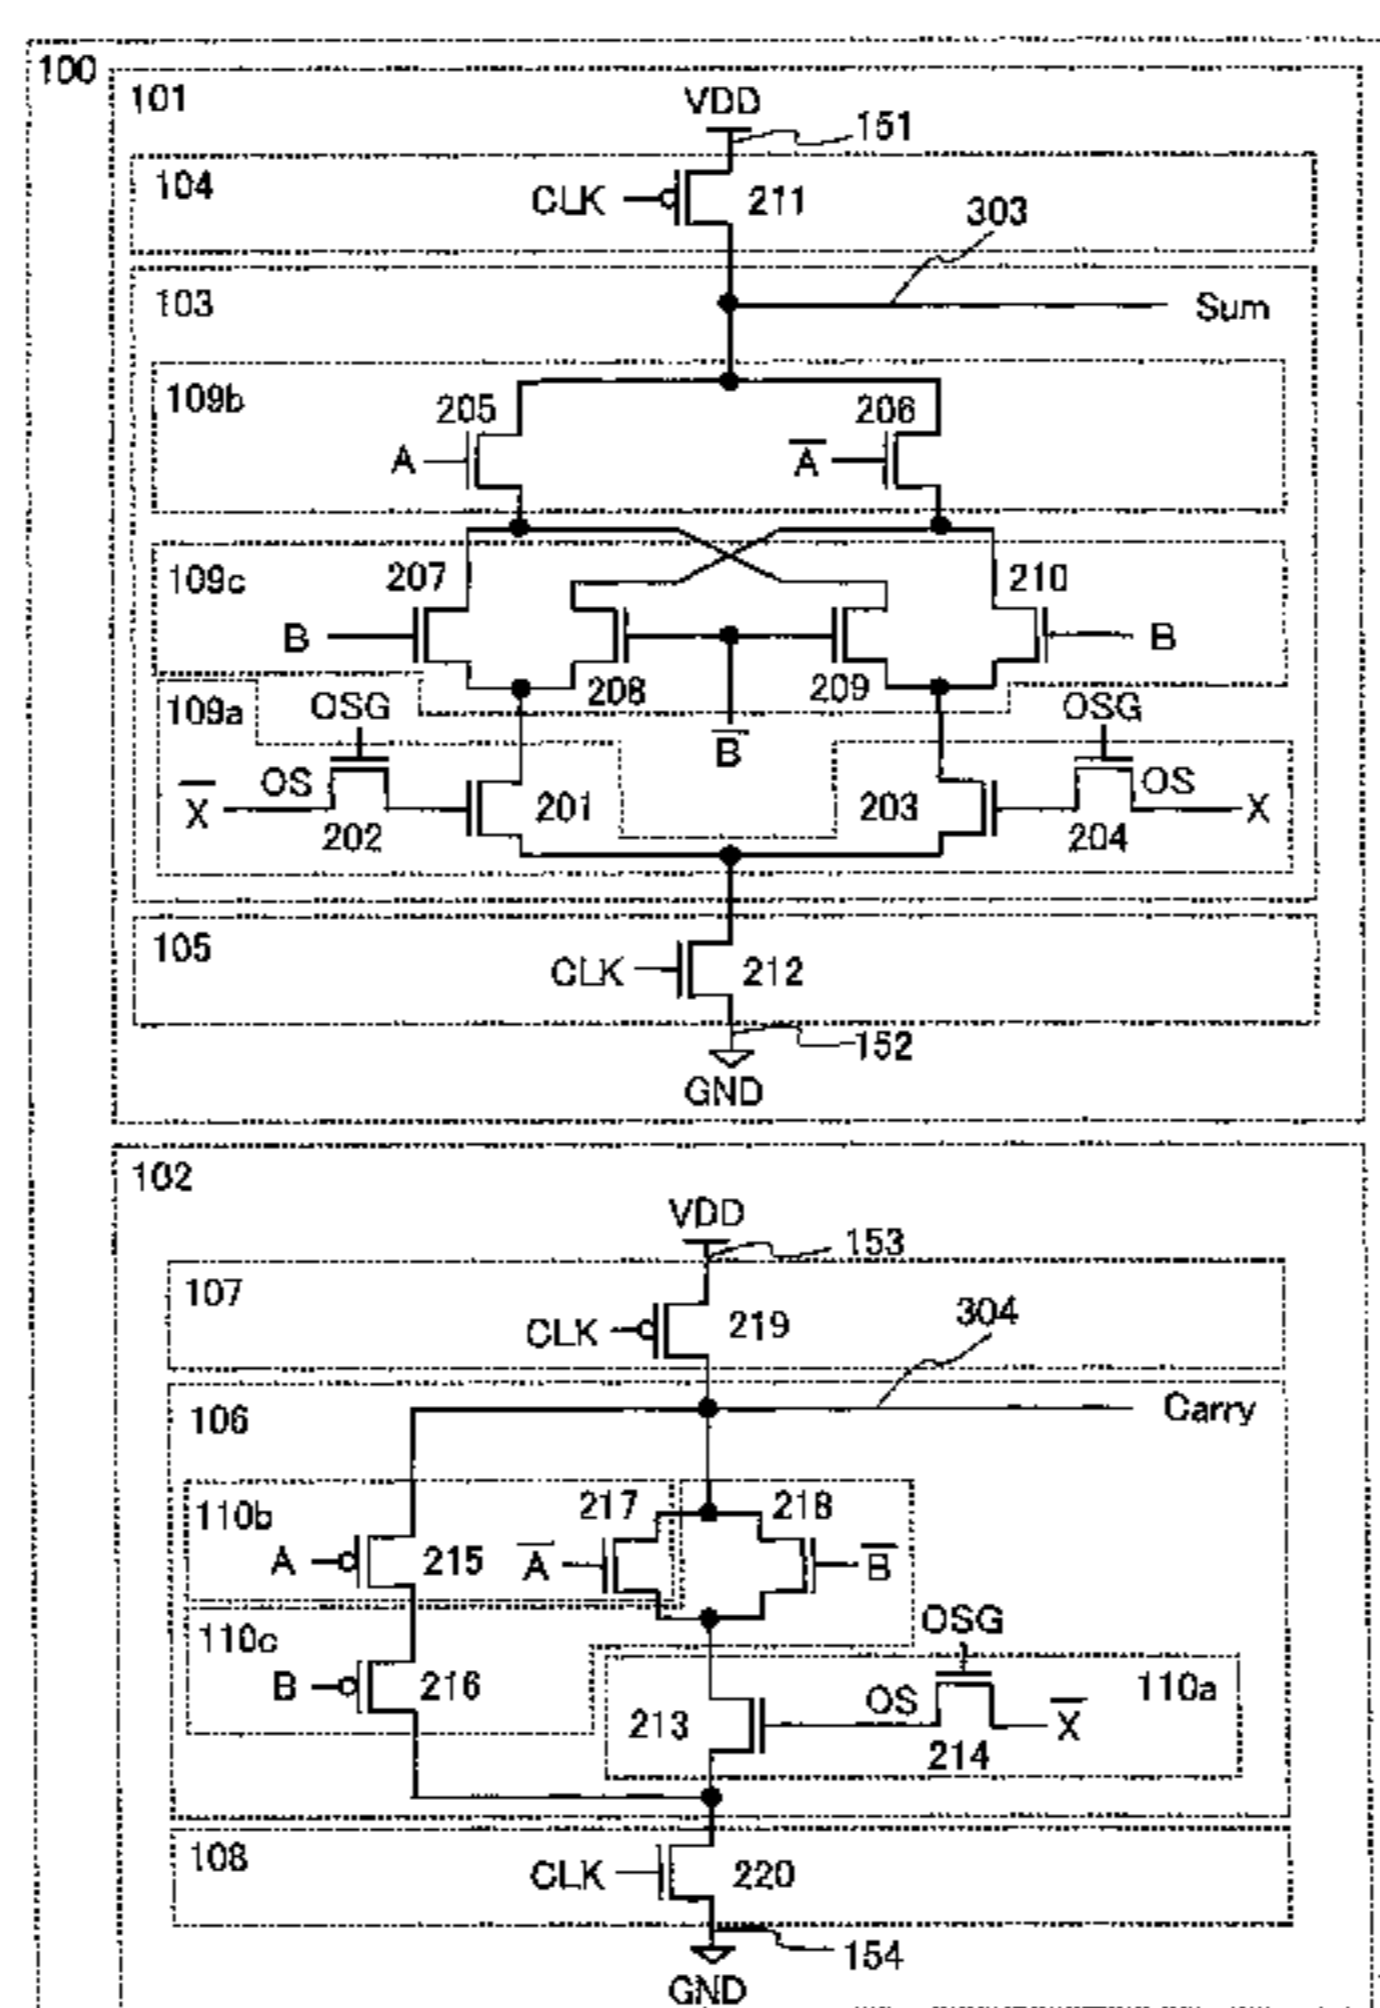 100
101
VDD
151
104
CLK
211
303
103
Sum
109b
205
206
A
A̅
109c
207
210
B
B
208
209
109a
OSG
OSG
B̅
OS
OS
X̅
201
203
X
202
204
105
CLK
212
152
GND
102
VDD
153
107
304
CLK
219
106
Carry
110b
217
218
A
215
A̅
B̅
110c
OSG
B
216
OS
110a
213
X̅
214
108
CLK
220
154
GND